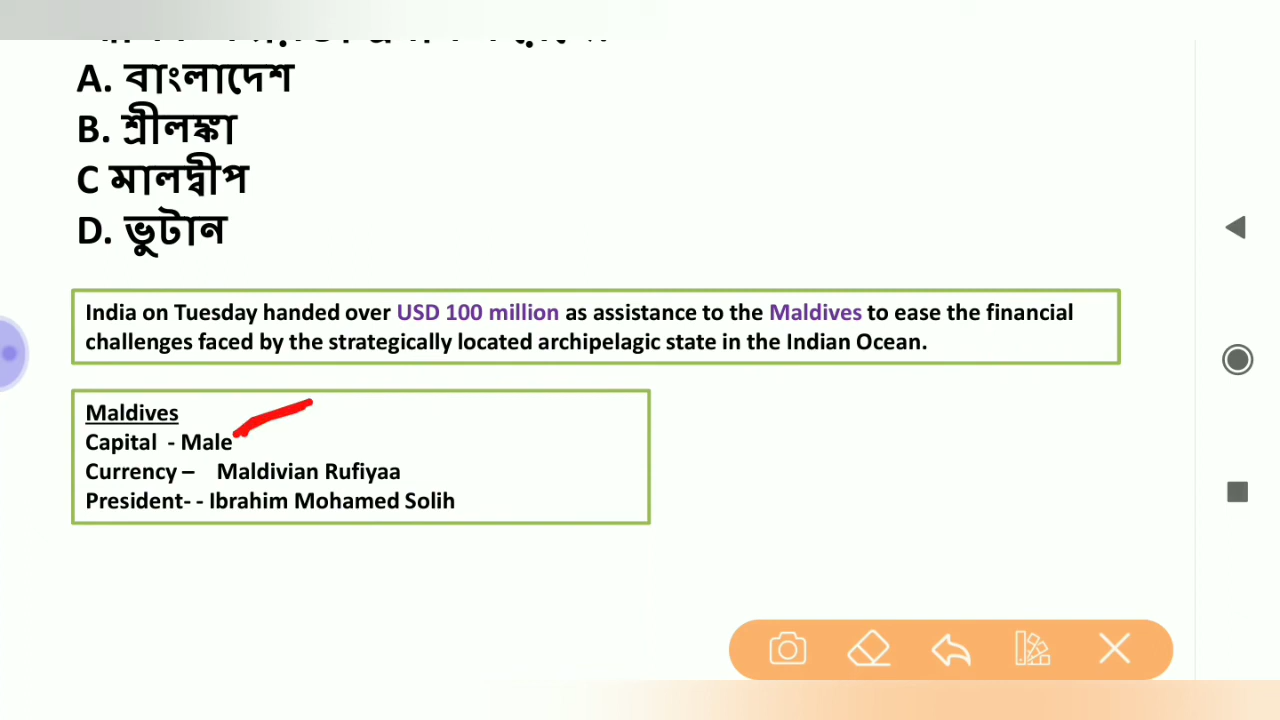 A. বাংলাদেশ
B. শ্রীলঙ্কা
C মালদ্বীপ
D. ভুটান
India on Tuesday handed over USD 100 million as assistance to the Maldives to ease the financial
challenges faced by the strategically located archipelagic state in the Indian Ocean.
Maldives
Capital - Male
Currency – Maldivian Rufiyaa
President- - Ibrahim Mohamed Solih